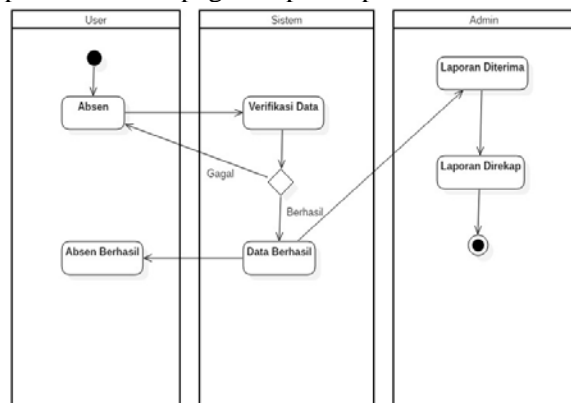 User
Sistem
Admin
Absen
Verifikasi Data
Laporan Diterima
Gagal
Laporan Direkap
Berhasil
Absen Berhasil
Data Berhasil